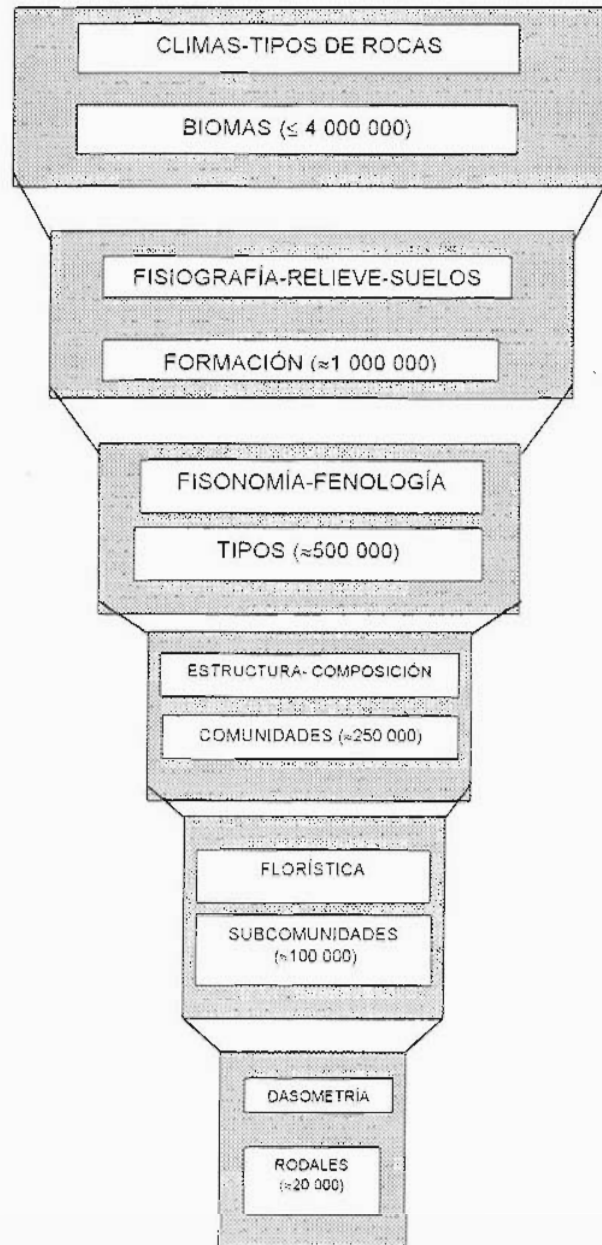 CLIMAS-TIPOS DE ROCAS
BIOMAS (≤ 4 000 000)
FISIOGRAFÍA-RELIEVE-SUELOS
FORMACIÓN (≈1 000 000)
FISONOMÍA-FENOLOGÍA
TIPOS (≈500 000)
ESTRUCTURA- COMPOSICIÓN
COMUNIDADES (≈250 000)
FLORÍSTICA
SUBCOMUNIDADES
(≈100 000)
DASOMETRÍA
RODALES
(≈20 000)